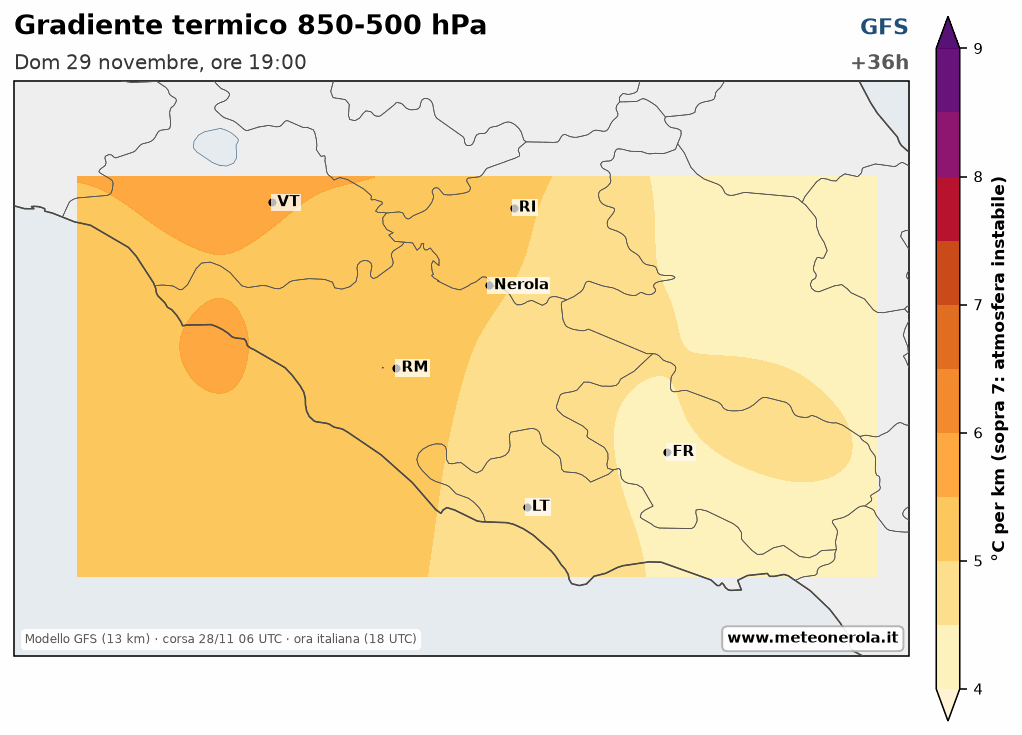 Gradiente termico 850-500 hPa
GFS
Dom 29 novembre, ore 19:00
+36h
VT
RI
Nerola
RM
FR
LT
Modello GFS (13 km) · corsa 28/11 06 UTC · ora italiana (18 UTC)
www.meteonerola.it
9
8
7
6
5
4
°C per km (sopra 7: atmosfera instabile)